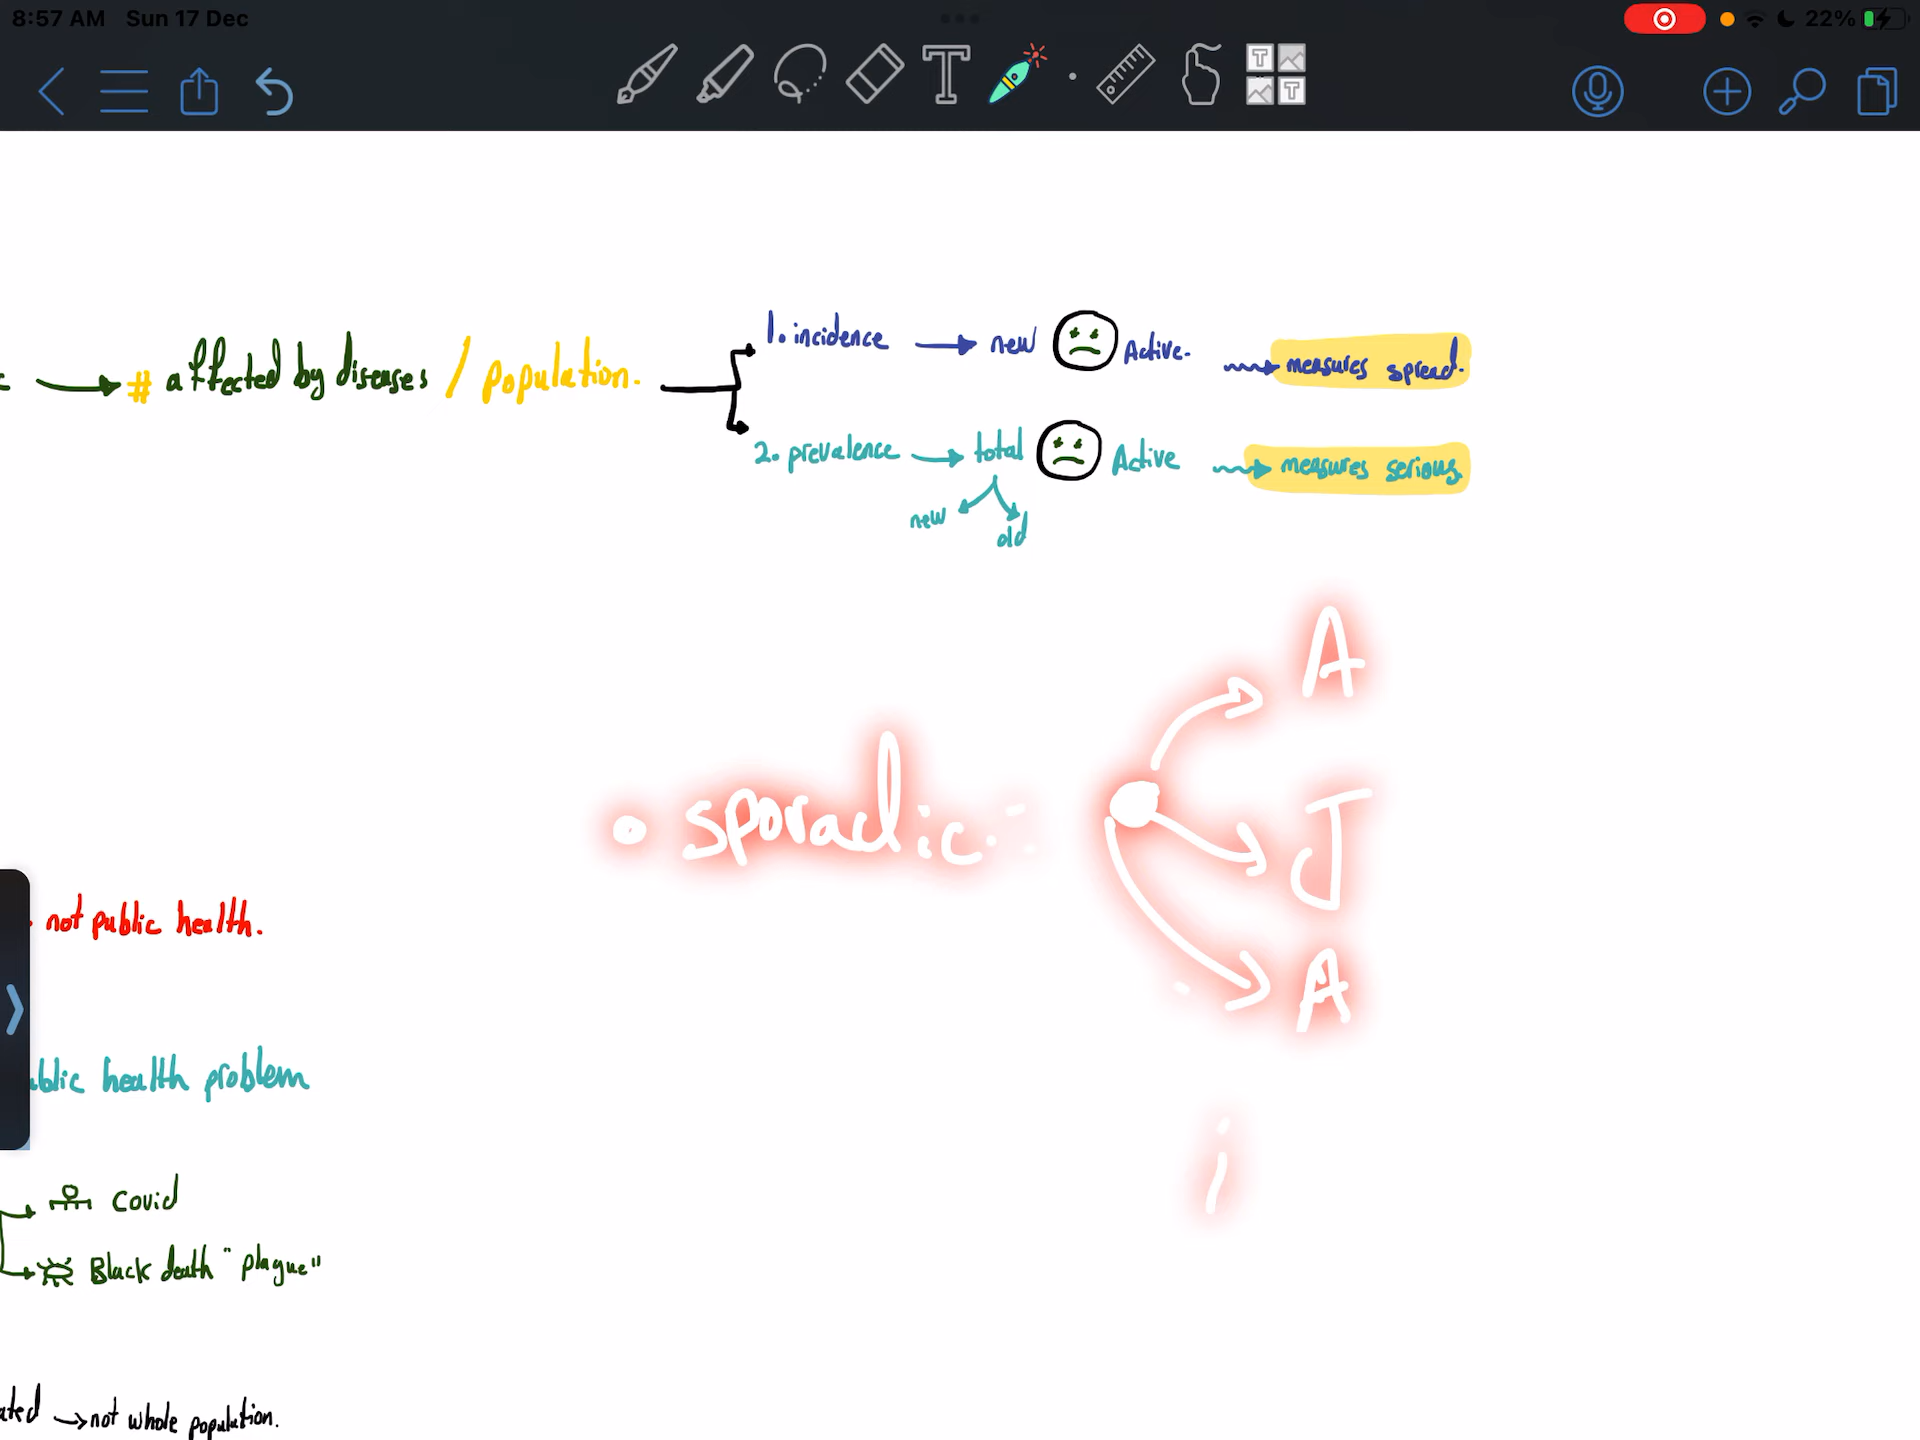 8:57 AM Sun 17 Dec
22%
# affected by diseases / population.
1. incidence new Active. measures spread.
2. prevalence total Active measures serious
new
old
A
• sporadic.
J
A
not public health.
health problem
i
covid
Black death "plague"
not whole population.